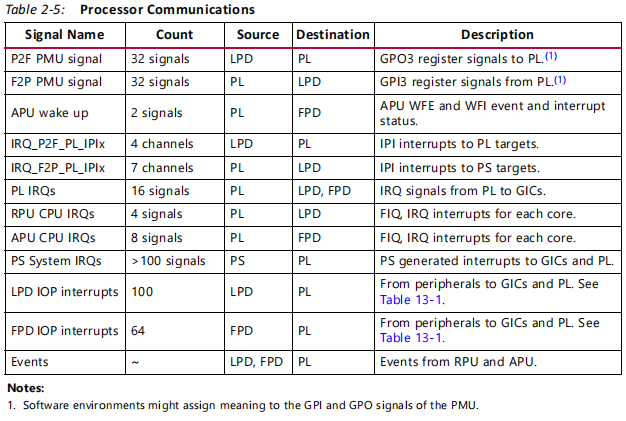 Table 2-5: Processor Communications
Signal Name Count Source Destination Description
P2F PMU signal 32 signals LPD PL GPO3 register signals to PL.(1)
F2P PMU signal 32 signals PL LPD GPI3 register signals from PL.(1)
APU wake up 2 signals PL FPD APU WFE and WFI event and interrupt
status.
IRQ_P2F_PL_IPIx 4 channels LPD PL IPI interrupts to PL targets.
IRQ_F2P_PL_IPIx 7 channels PL LPD IPI interrupts to PS targets.
PL IRQs 16 signals PL LPD, FPD IRQ signals from PL to GICs.
RPU CPU IRQs 4 signals PL LPD FIQ, IRQ interrupts for each core.
APU CPU IRQs 8 signals PL FPD FIQ, IRQ interrupts for each core.
PS System IRQs >100 signals PS PL PS generated interrupts to GICs and PL.
LPD IOP interrupts 100 LPD PL From peripherals to GICs and PL. See
Table 13-1.
FPD IOP interrupts 64 FPD PL From peripherals to GICs and PL. See
Table 13-1.
Events ~ LPD, FPD PL Events from RPU and APU.
Notes:
1. Software environments might assign meaning to the GPI and GPO signals of the PMU.